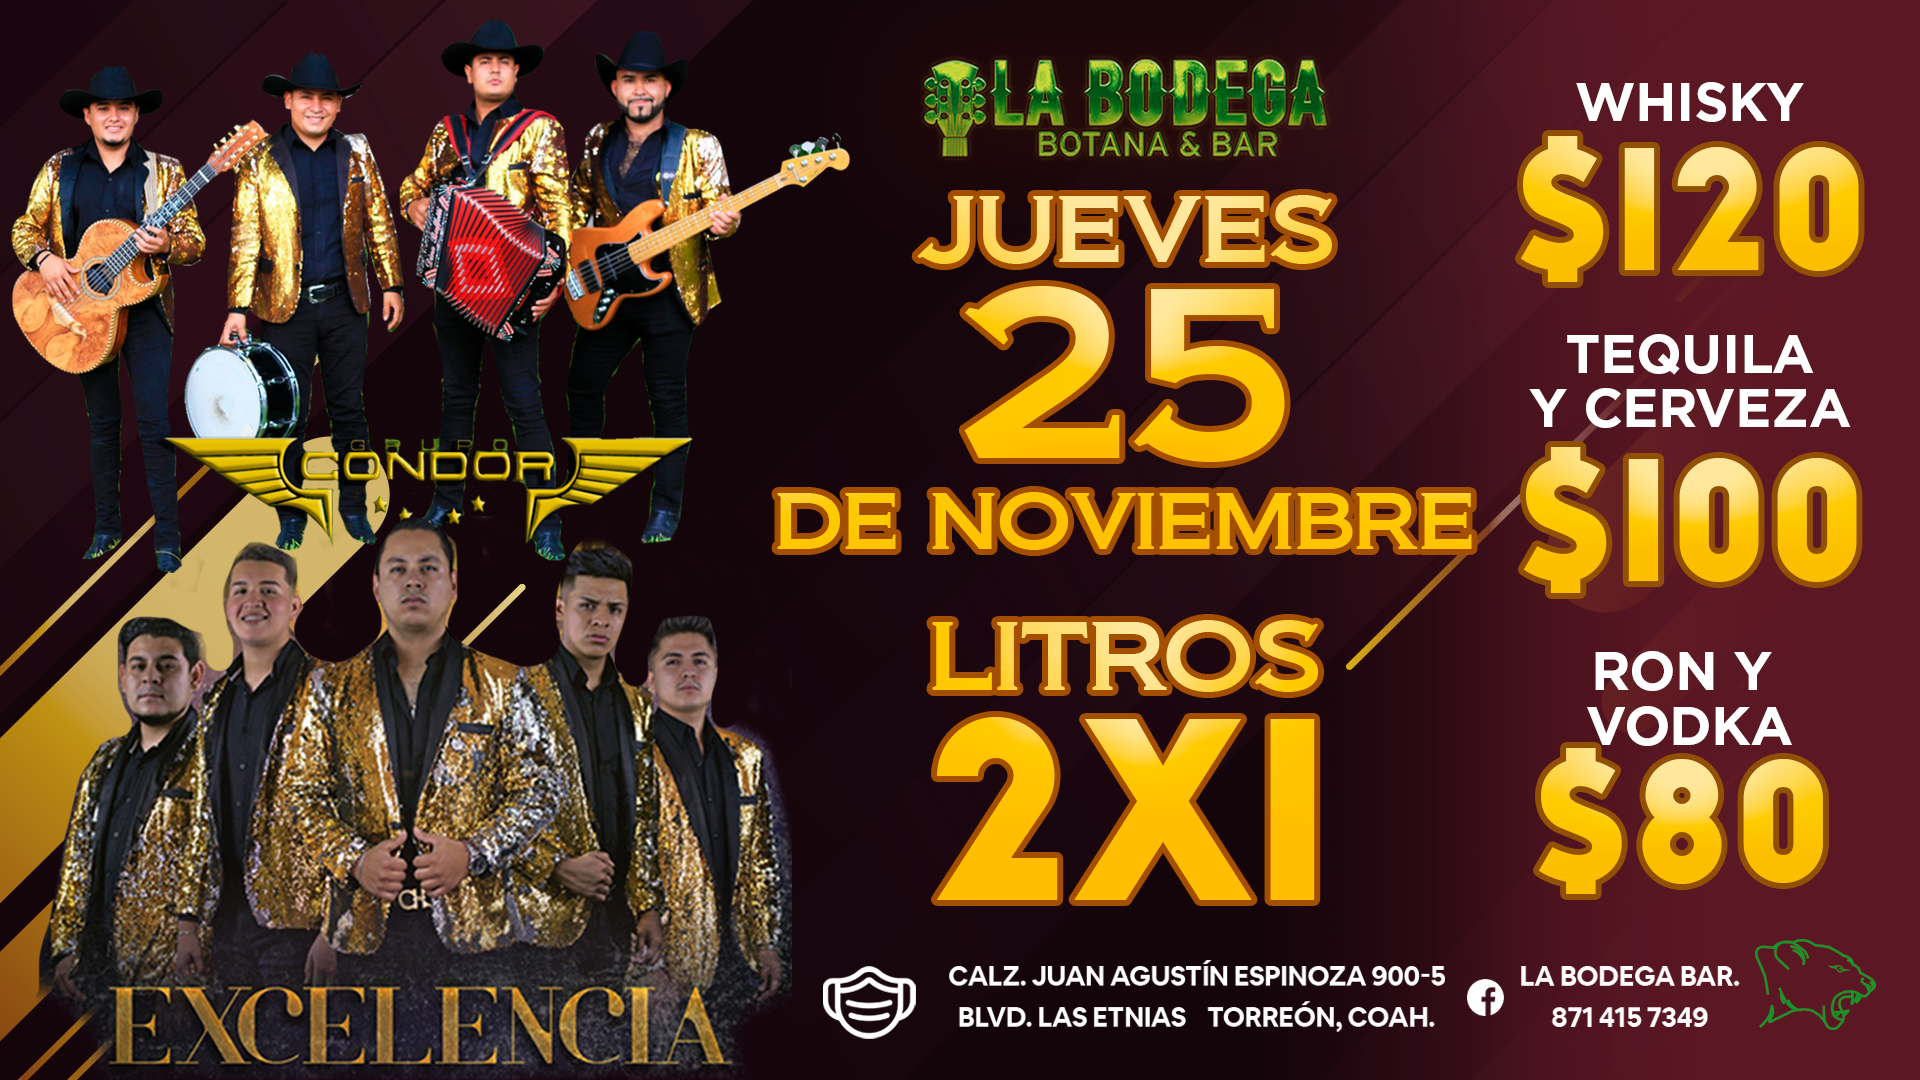 LA BODEGA
BOTANA & BAR
JUEVES
25
DE NOVIEMBRE
LITROS
2X1
WHISKY
$120
TEQUILA
Y CERVEZA
$100
RON Y
VODKA
$80
GRUPO
CONDOR
EXCELENCIA
CALZ. JUAN AGUSTÍN ESPINOZA 900-5
BLVD. LAS ETNIAS TORREÓN, COAH.
LA BODEGA BAR.
871 415 7349